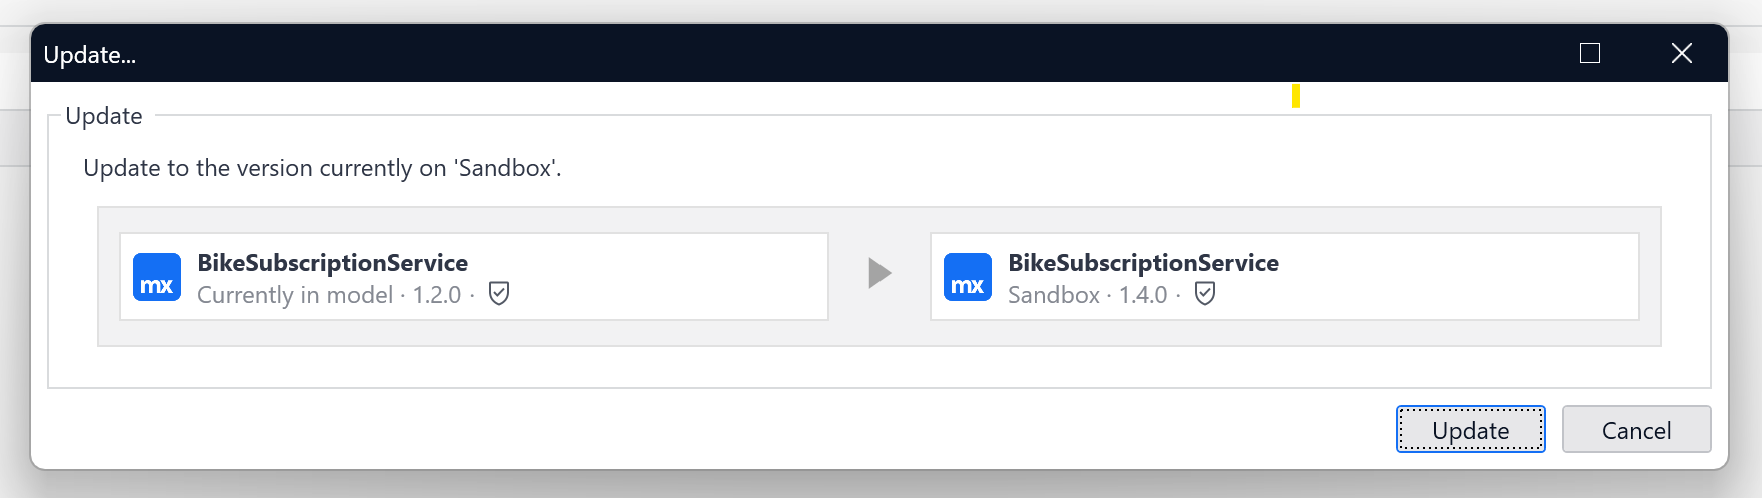 Update...
Update
Update to the version currently on 'Sandbox'.
mx
BikeSubscriptionService
Currently in model · 1.2.0 ·
mx
BikeSubscriptionService
Sandbox · 1.4.0 ·
Update
Cancel